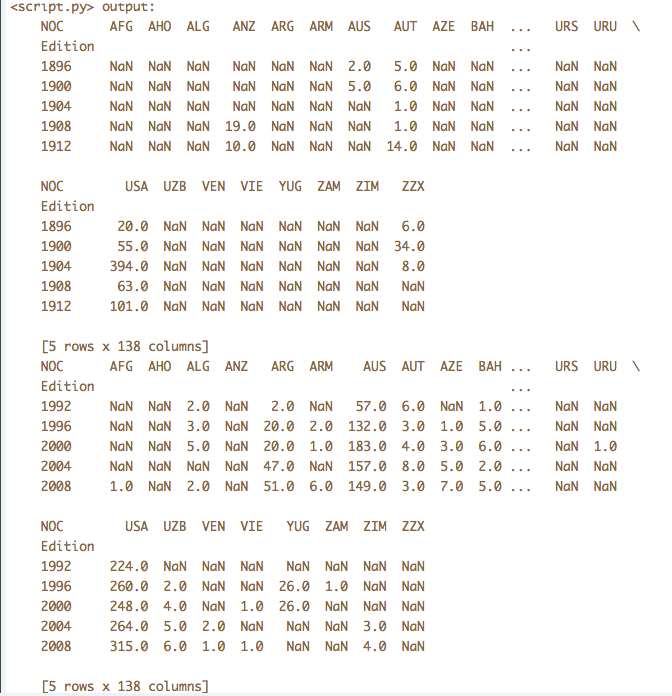 <script.py> output:
NOC      AFG  AHO  ALG   ANZ  ARG  ARM  AUS   AUT  AZE  BAH  ...   URS  URU  \
Edition                                                      ...
1896     NaN  NaN  NaN   NaN  NaN  NaN  2.0   5.0  NaN  NaN  ...   NaN  NaN
1900     NaN  NaN  NaN   NaN  NaN  NaN  5.0   6.0  NaN  NaN  ...   NaN  NaN
1904     NaN  NaN  NaN   NaN  NaN  NaN  NaN   1.0  NaN  NaN  ...   NaN  NaN
1908     NaN  NaN  NaN  19.0  NaN  NaN  NaN   1.0  NaN  NaN  ...   NaN  NaN
1912     NaN  NaN  NaN  10.0  NaN  NaN  NaN  14.0  NaN  NaN  ...   NaN  NaN
NOC        USA  UZB  VEN  VIE  YUG  ZAM  ZIM   ZZX
Edition
1896      20.0  NaN  NaN  NaN  NaN  NaN  NaN   6.0
1900      55.0  NaN  NaN  NaN  NaN  NaN  NaN  34.0
1904     394.0  NaN  NaN  NaN  NaN  NaN  NaN   8.0
1908      63.0  NaN  NaN  NaN  NaN  NaN  NaN   NaN
1912     101.0  NaN  NaN  NaN  NaN  NaN  NaN   NaN
[5 rows x 138 columns]
NOC      AFG  AHO  ALG  ANZ   ARG  ARM    AUS  AUT  AZE  BAH ...   URS  URU  \
Edition                                                      ...
1992     NaN  NaN  2.0  NaN   2.0  NaN   57.0  6.0  NaN  1.0 ...   NaN  NaN
1996     NaN  NaN  3.0  NaN  20.0  2.0  132.0  3.0  1.0  5.0 ...   NaN  NaN
2000     NaN  NaN  5.0  NaN  20.0  1.0  183.0  4.0  3.0  6.0 ...   NaN  1.0
2004     NaN  NaN  NaN  NaN  47.0  NaN  157.0  8.0  5.0  2.0 ...   NaN  NaN
2008     1.0  NaN  2.0  NaN  51.0  6.0  149.0  3.0  7.0  5.0 ...   NaN  NaN
NOC        USA  UZB  VEN  VIE   YUG  ZAM  ZIM  ZZX
Edition
1992     224.0  NaN  NaN  NaN   NaN  NaN  NaN  NaN
1996     260.0  2.0  NaN  NaN  26.0  1.0  NaN  NaN
2000     248.0  4.0  NaN  1.0  26.0  NaN  NaN  NaN
2004     264.0  5.0  2.0  NaN   NaN  NaN  3.0  NaN
2008     315.0  6.0  1.0  1.0   NaN  NaN  4.0  NaN
[5 rows x 138 columns]